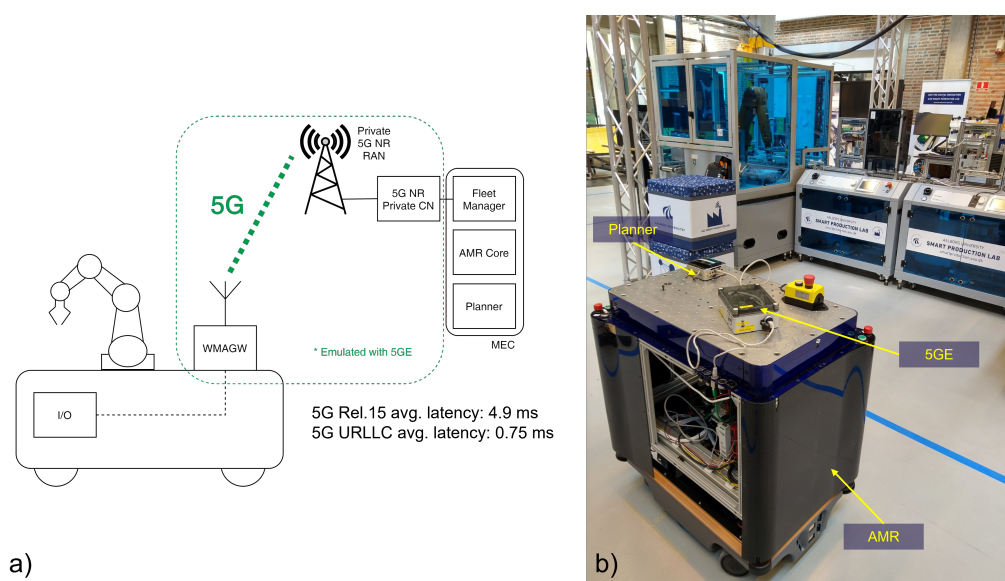 Private
5G NR
RAN
5G
5G NR
Private CN
Fleet
Manager
AMR Core
Planner
MEC
WMAGW
* Emulated with 5GE
I/O
5G Rel.15 avg. latency: 4.9 ms
5G URLLC avg. latency: 0.75 ms
a)
Planner
5GE
AMR
SMART PRODUCTION LAB
SMART PRODUCTION LAB
b)